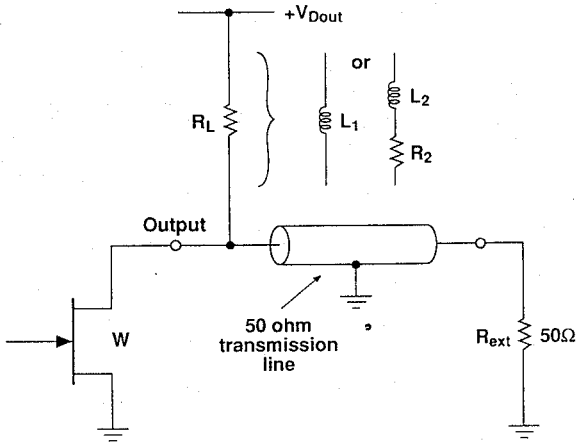 +V_Dout
or
R_L
L_1
L_2
R_2
Output
W
50 ohm
transmission
line
R_ext 50Ω